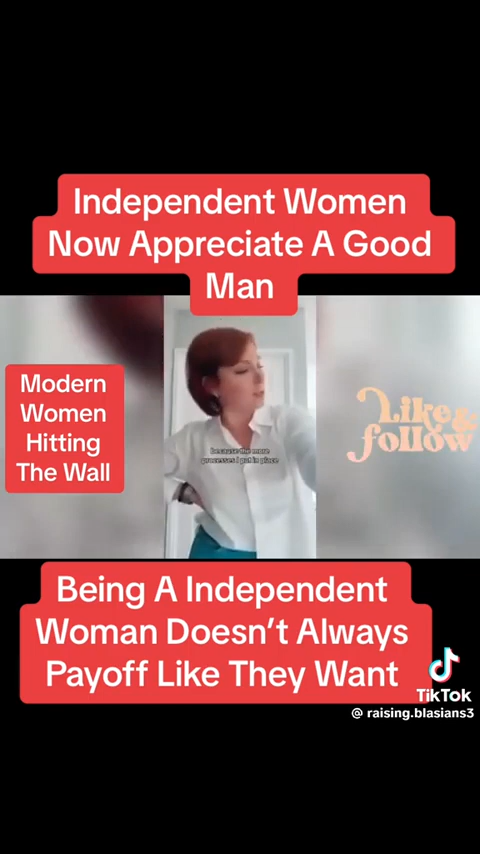 Independent Women
Now Appreciate A Good
Man
Modern
Women
Hitting
The Wall
Like &
follow
because the more
processes i put in place
Being A Independent
Woman Doesn't Always
Payoff Like They Want
TikTok
@ raising.blasians3